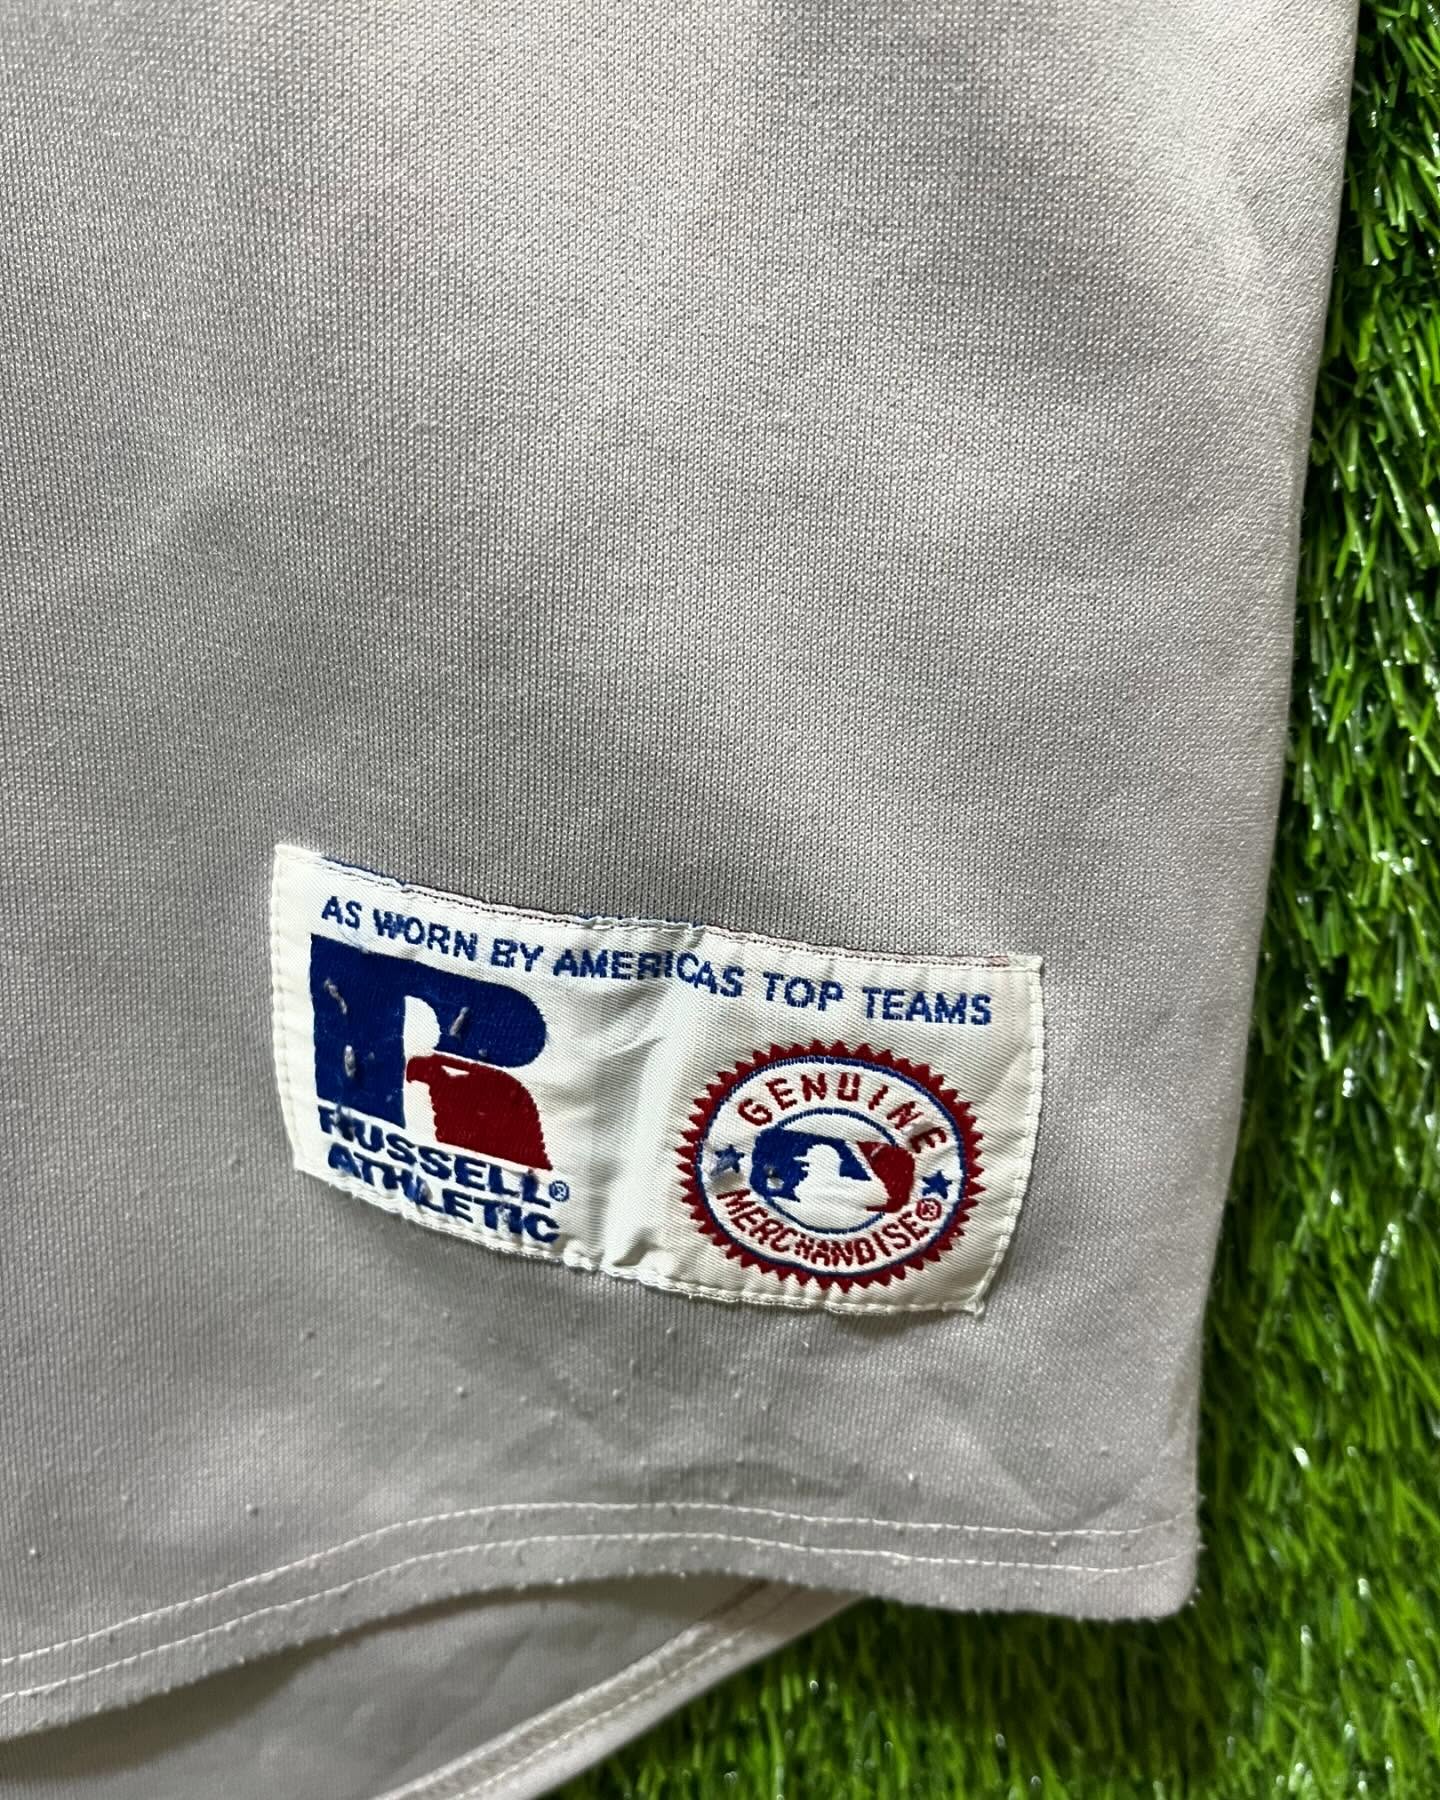 AS WORN BY AMERICAS TOP TEAMS
R
RUSSELL®
ATHLETIC
GENUINE
MERCHANDISE®